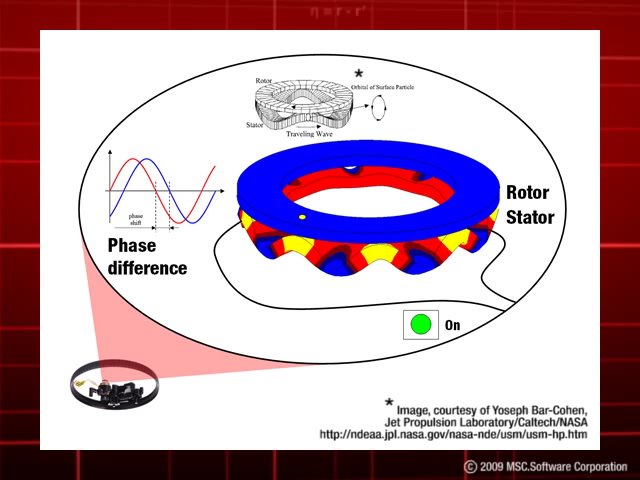 η = r · r'
*
Rotor
Orbital of Surface Particle
Stator
Traveling Wave
phase
shift
Phase
difference
Rotor
Stator
On
* Image, courtesy of Yoseph Bar-Cohen,
Jet Propulsion Laboratory/Caltech/NASA
http://ndeaa.jpl.nasa.gov/nasa-nde/usm/usm-hp.htm
© 2009 MSC.Software Corporation